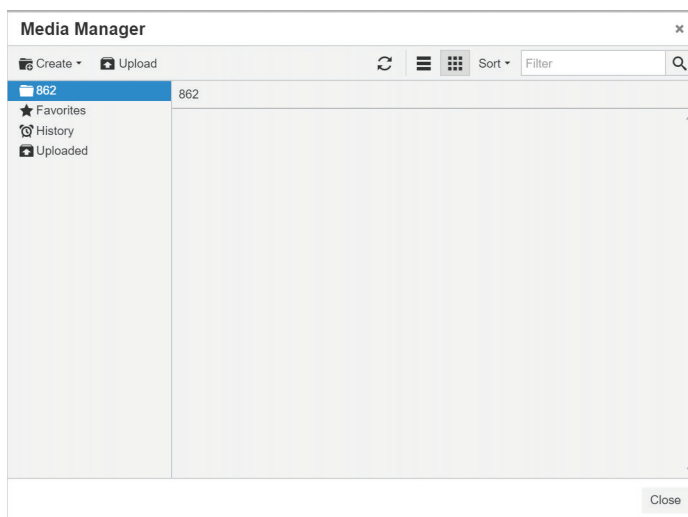 Media Manager
Create Upload Sort Filter
862
862
Favorites
History
Uploaded
Close